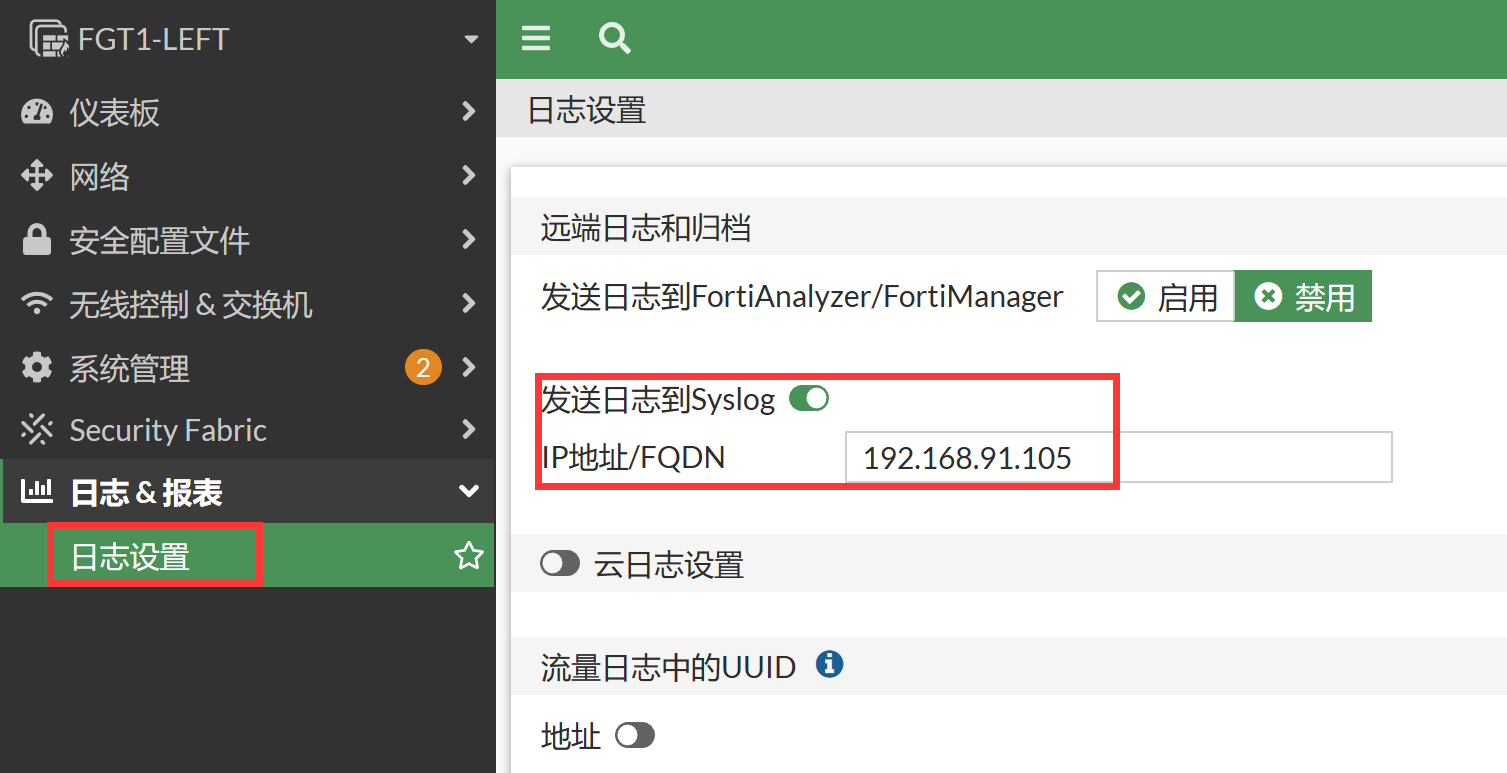 FGT1-LEFT
仪表板
网络
安全配置文件
无线控制 & 交换机
系统管理 2
Security Fabric
日志 & 报表
日志设置
日志设置
远端日志和归档
发送日志到FortiAnalyzer/FortiManager 启用 禁用
发送日志到Syslog
IP地址/FQDN 192.168.91.105
云日志设置
流量日志中的UUID
地址